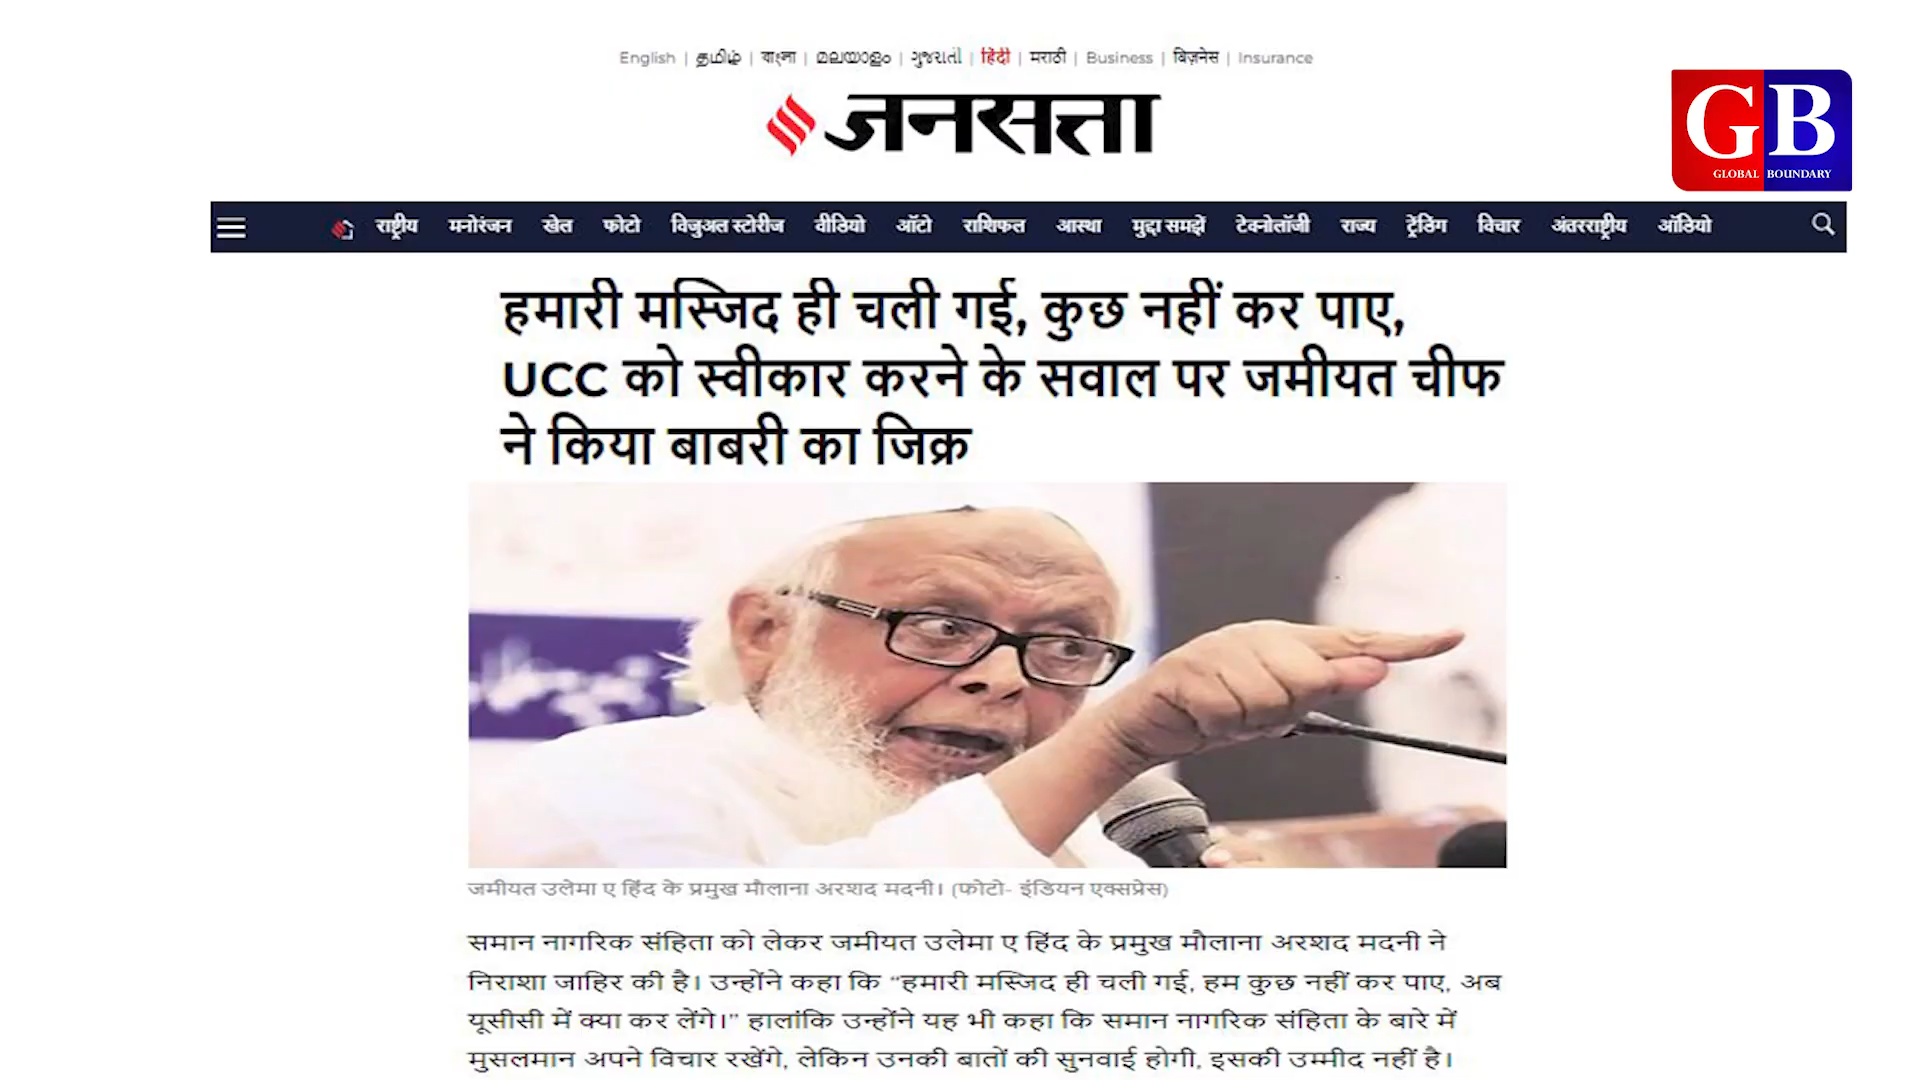 English | தமிழ் | বাংলা | മലയാളം | ગુજરાતી | हिंदी | मराठी | Business | बिज़नेस | Insurance
जनसत्ता
GB
GLOBAL BOUNDARY
राष्ट्रीय मनोरंजन खेल फोटो विजुअल स्टोरीज वीडियो ऑटो राशिफल आस्था मुद्दा समझें टेक्नोलॉजी राज्य ट्रेंडिंग विचार अंतरराष्ट्रीय ऑडियो
हमारी मस्जिद ही चली गई, कुछ नहीं कर पाए,
UCC को स्वीकार करने के सवाल पर जमीयत चीफ
ने किया बाबरी का जिक्र
जमीयत उलेमा ए हिंद के प्रमुख मौलाना अरशद मदनी। (फोटो- इंडियन एक्सप्रेस)
समान नागरिक संहिता को लेकर जमीयत उलेमा ए हिंद के प्रमुख मौलाना अरशद मदनी ने
निराशा जाहिर की है। उन्होंने कहा कि “हमारी मस्जिद ही चली गई, हम कुछ नहीं कर पाए, अब
यूसीसी में क्या कर लेंगे।” हालांकि उन्होंने यह भी कहा कि समान नागरिक संहिता के बारे में
मुसलमान अपने विचार रखेंगे, लेकिन उनकी बातों की सुनवाई होगी, इसकी उम्मीद नहीं है।